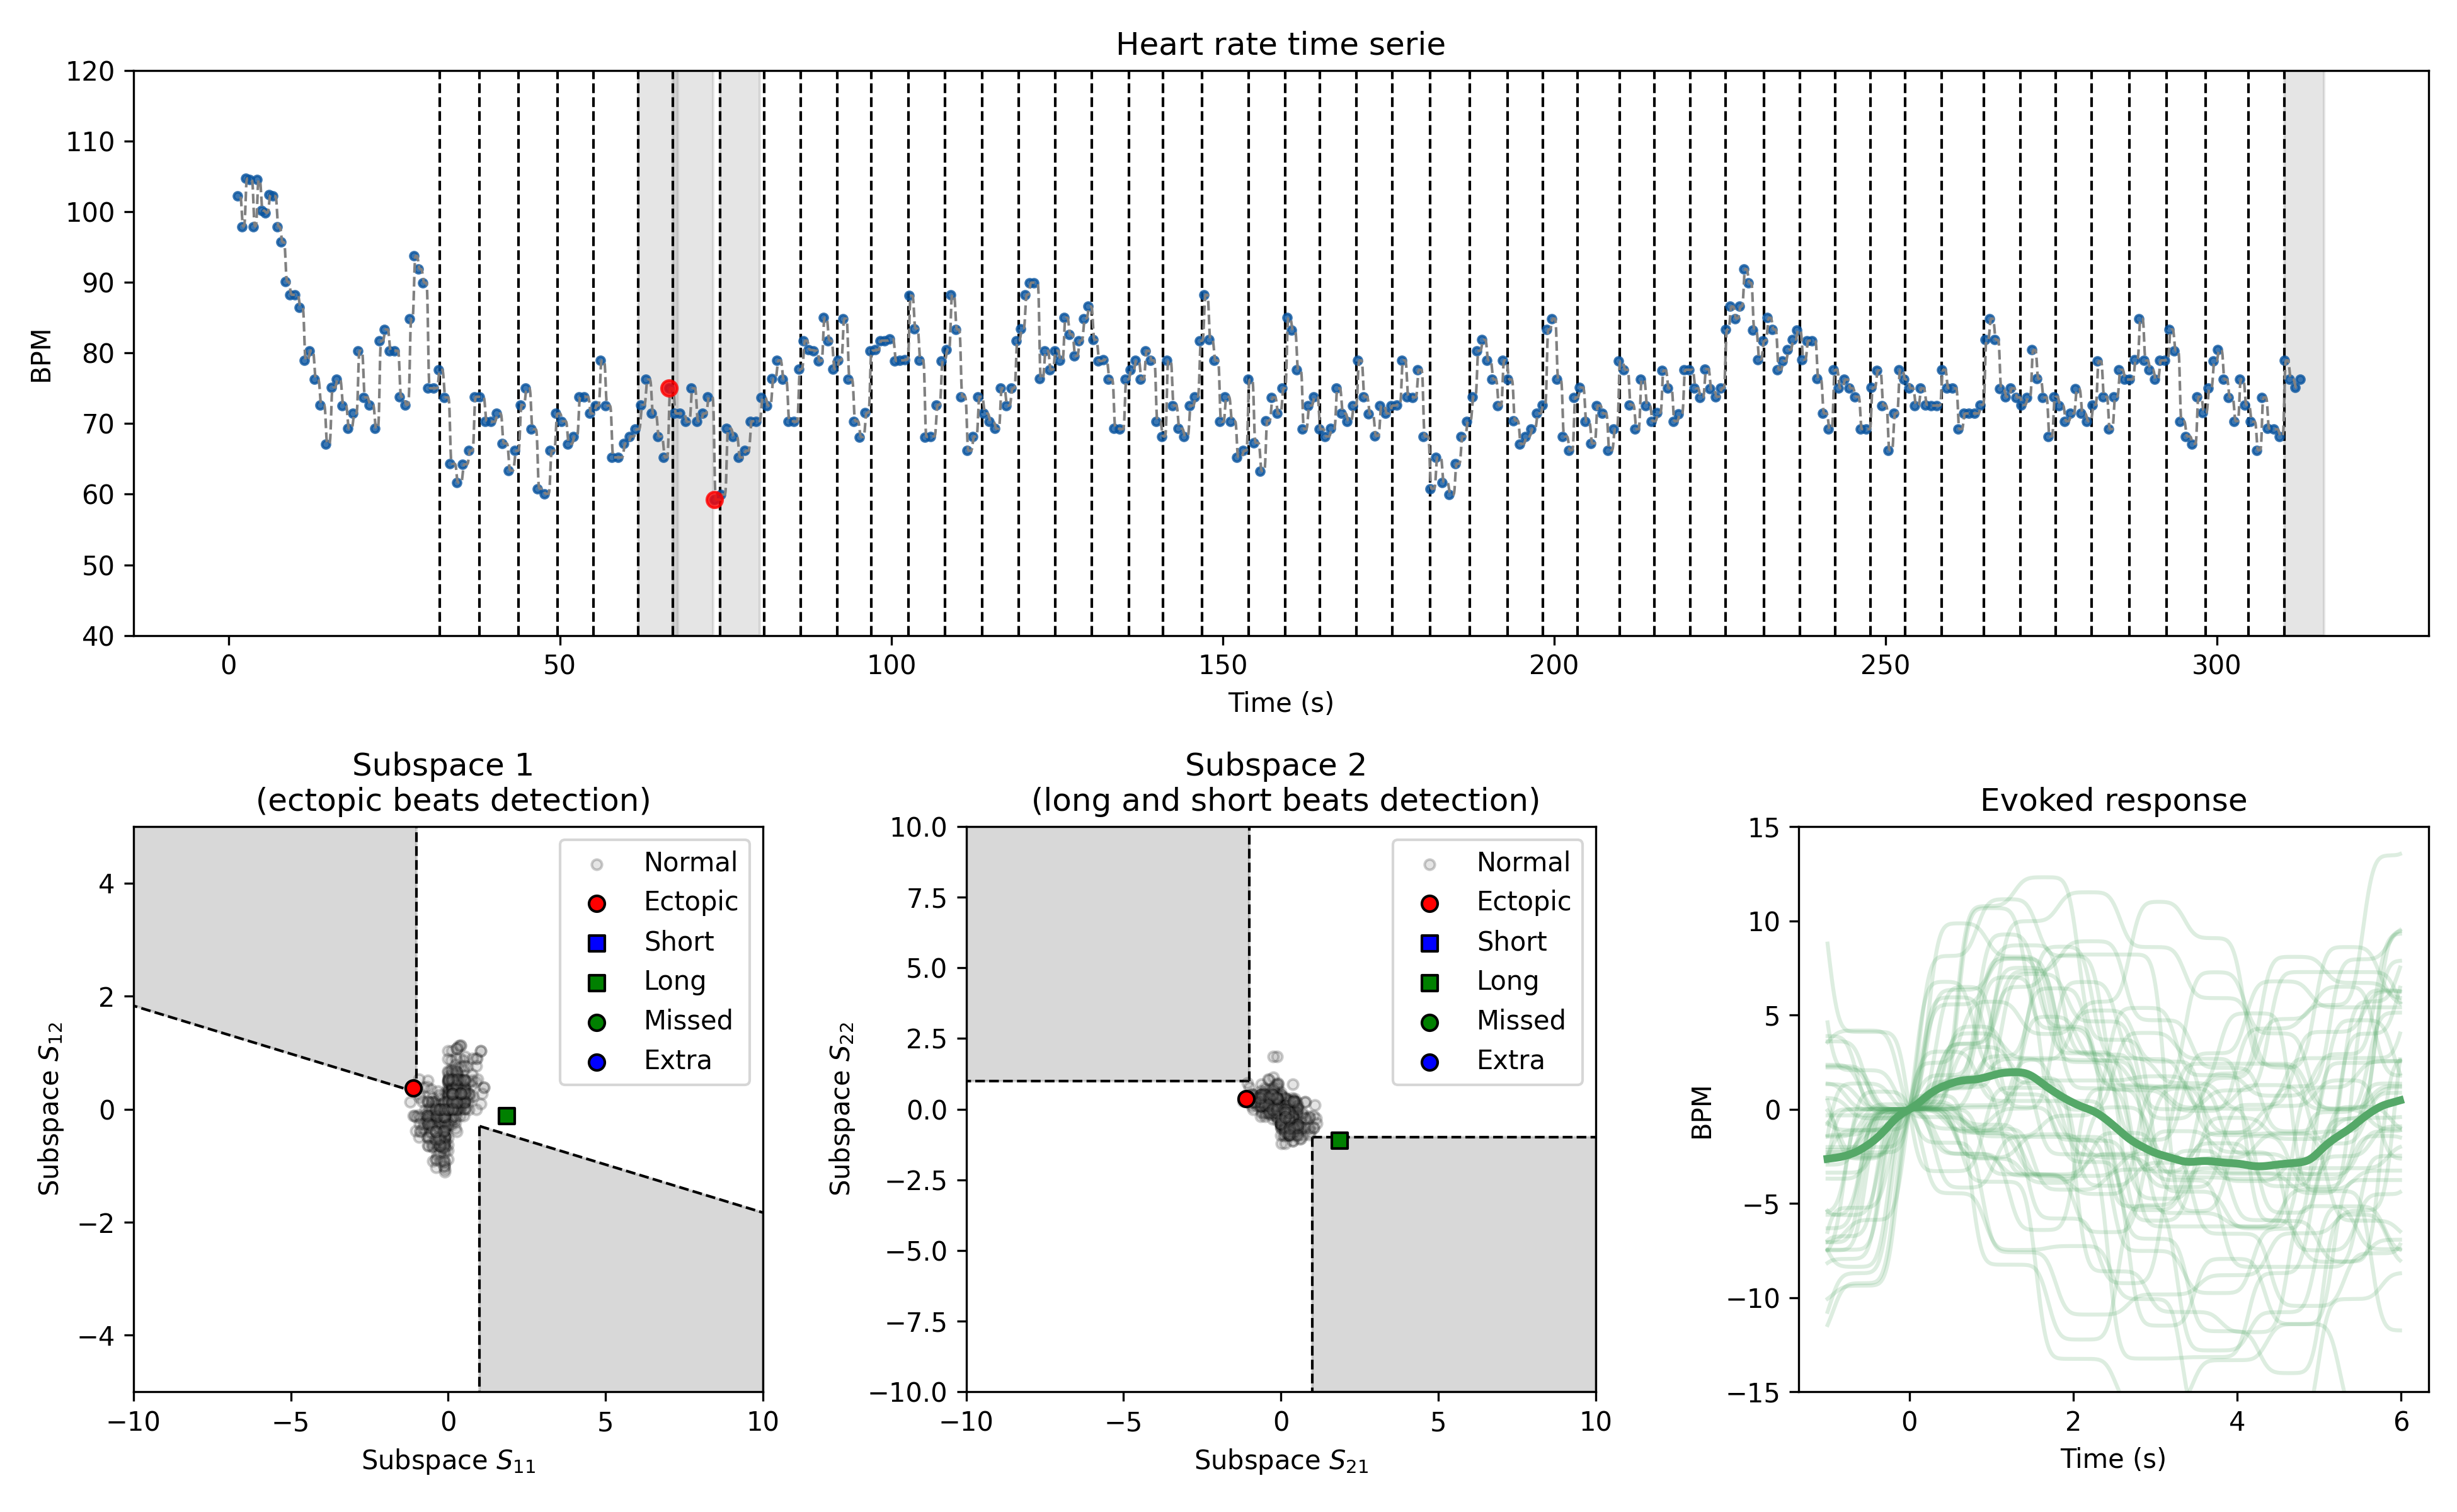 Heart rate time serie
120
110
100
90
80
70
60
50
40
BPM
0 50 100 150 200 250 300
Time (s)
Subspace 1
(ectopic beats detection)
4
2
0
−2
−4
Subspace S12
Normal
Ectopic
Short
Long
Missed
Extra
−10 −5 0 5 10
Subspace S11
Subspace 2
(long and short beats detection)
10.0
7.5
5.0
2.5
0.0
−2.5
−5.0
−7.5
−10.0
Subspace S22
Normal
Ectopic
Short
Long
Missed
Extra
−10 −5 0 5 10
Subspace S21
Evoked response
15
10
5
0
−5
−10
−15
BPM
0 2 4 6
Time (s)